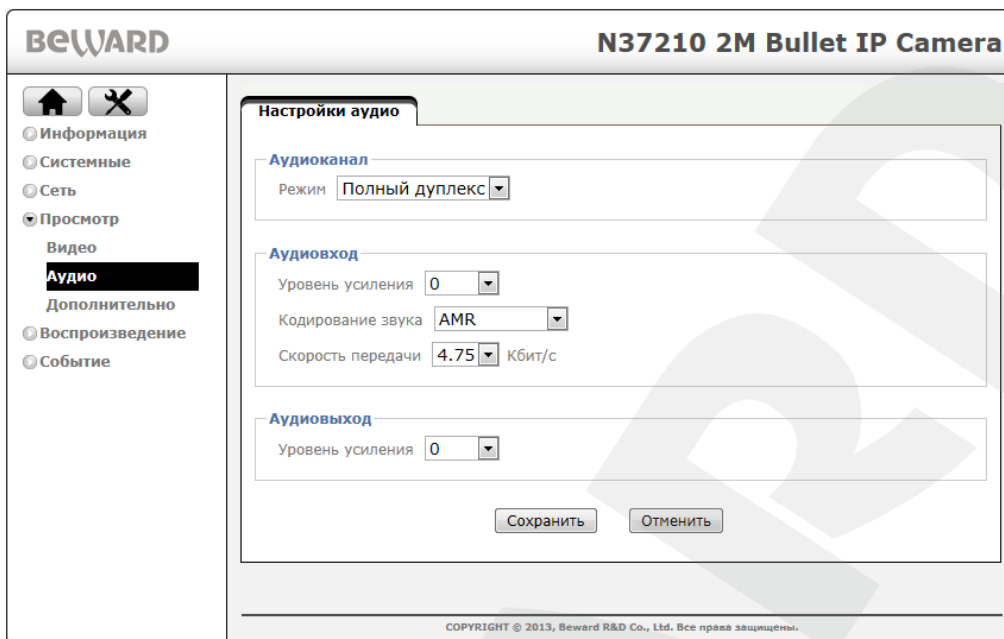 BEWARD
N37210 2M Bullet IP Camera
Информация
Системные
Сеть
Просмотр
Видео
Аудио
Дополнительно
Воспроизведение
Событие
Настройки аудио
Аудиоканал
Режим Полный дуплекс
Аудиовход
Уровень усиления 0
Кодирование звука AMR
Скорость передачи 4.75 Кбит/с
Аудиовыход
Уровень усиления 0
Сохранить Отменить
COPYRIGHT © 2013, Beward R&D Co., Ltd. Все права защищены.